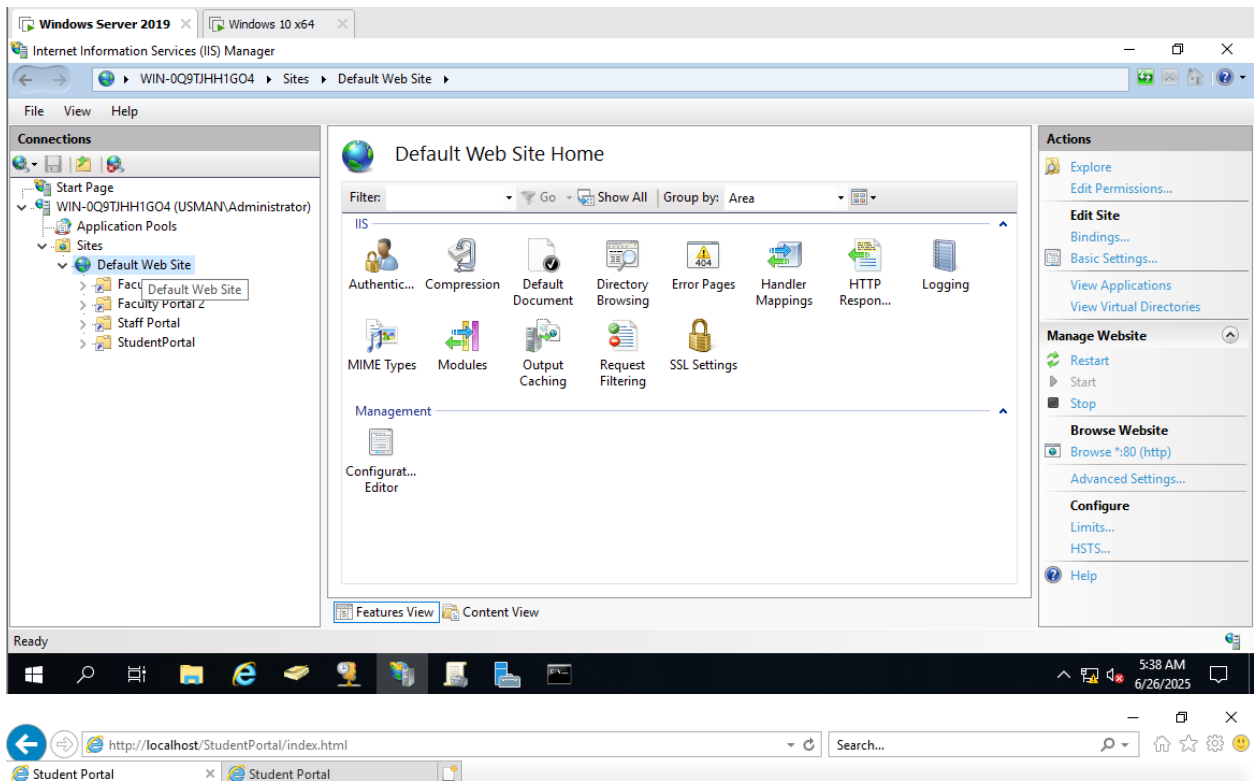 Windows Server 2019
Windows 10 x64
Internet Information Services (IIS) Manager
WIN-0Q9TJHH1GO4
Sites
Default Web Site
File View Help
Connections
Start Page
WIN-0Q9TJHH1GO4 (USMAN\Administrator)
Application Pools
Sites
Default Web Site
Facu
Default Web Site
Faculty Portal 2
Staff Portal
StudentPortal
Default Web Site Home
Filter: Go Show All Group by: Area
IIS
Authentic... Compression Default Document Directory Browsing Error Pages Handler Mappings HTTP Respon... Logging
404
MIME Types Modules Output Caching Request Filtering SSL Settings
Management
Configurat... Editor
Features View Content View
Actions
Explore
Edit Permissions...
Edit Site
Bindings...
Basic Settings...
View Applications
View Virtual Directories
Manage Website
Restart
Start
Stop
Browse Website
Browse *:80 (http)
Advanced Settings...
Configure
Limits...
HSTS...
Help
Ready
5:38 AM
6/26/2025
http://localhost/StudentPortal/index.html
Search...
Student Portal
Student Portal